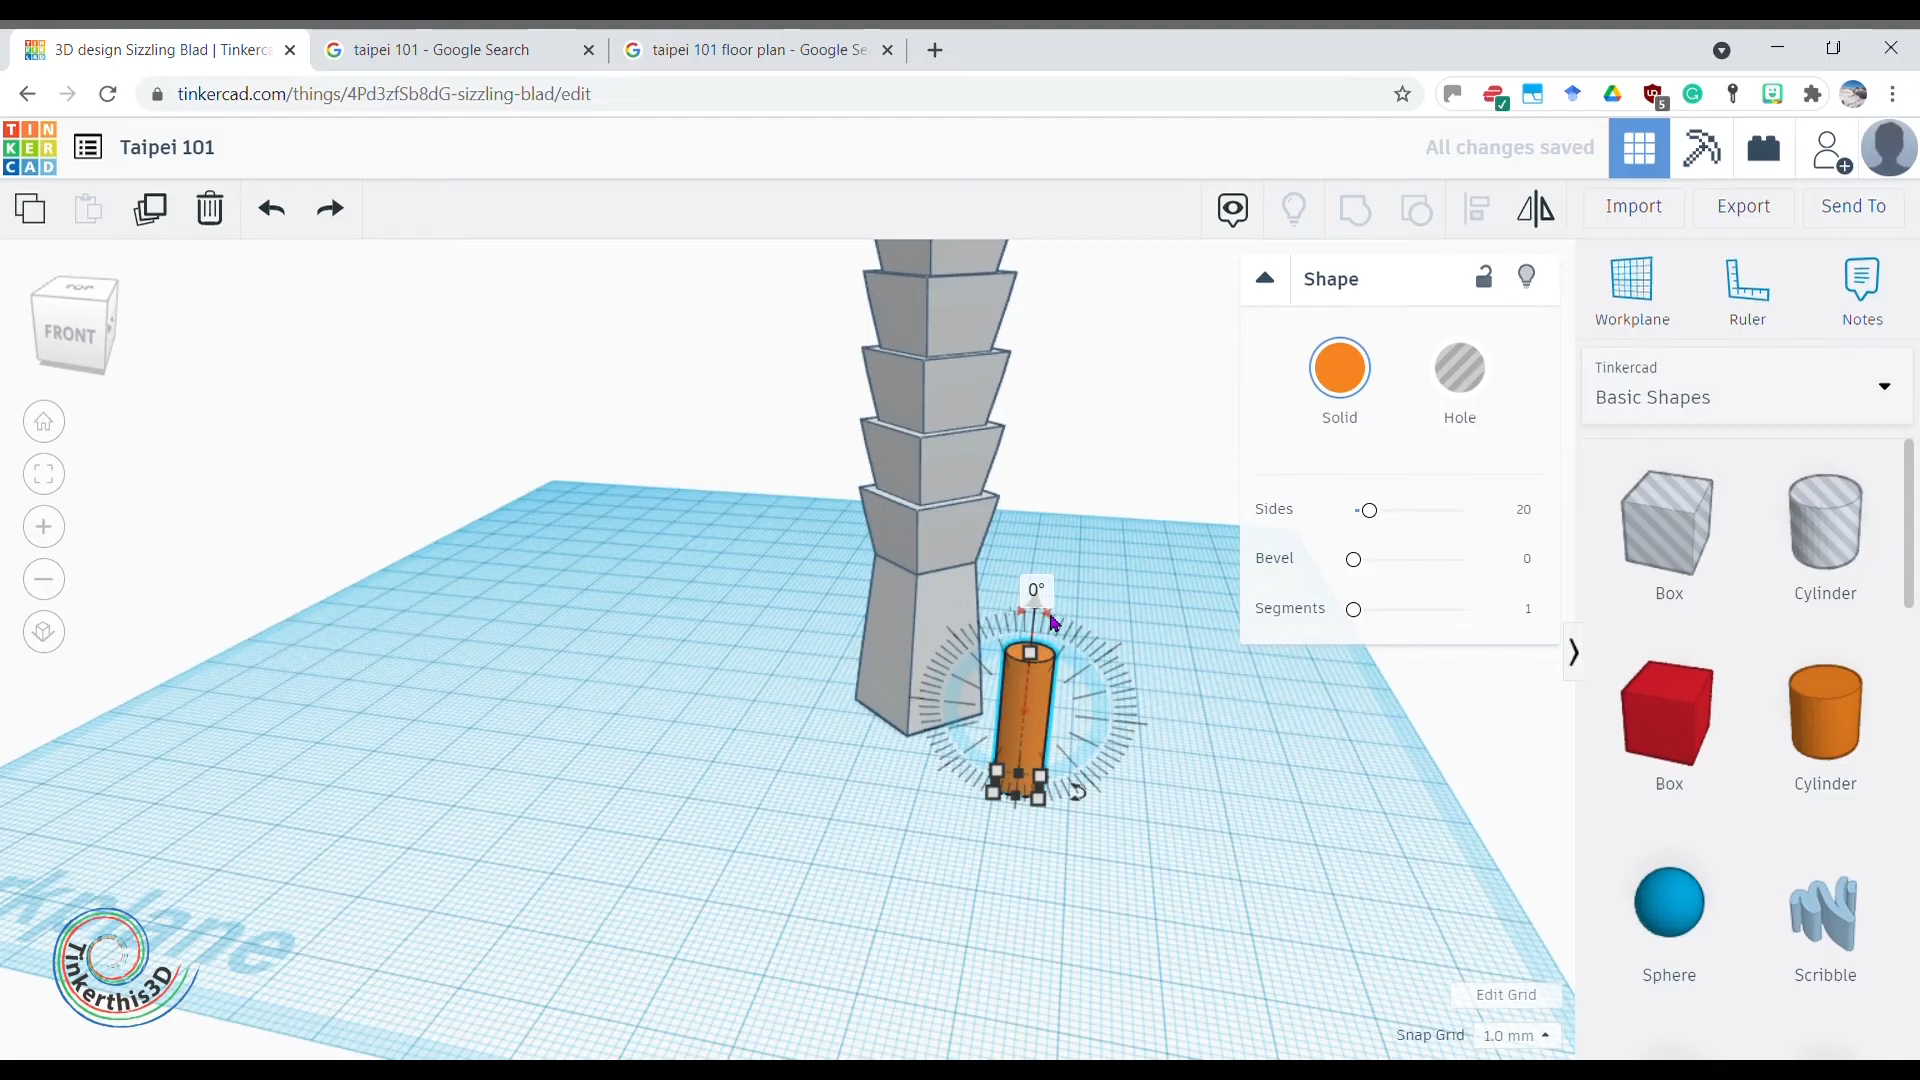 3D design Sizzling Blad | Tinkerca
taipei 101 - Google Search
taipei 101 floor plan - Google Se
tinkercad.com/things/4Pd3zfSb8dG-sizzling-blad/edit
5
TIN
KER
CAD
Taipei 101
All changes saved
Import
Export
Send To
TOP
FRONT
Shape
Solid
Hole
Sides
20
Bevel
0
Segments
1
0°
Workplane
Ruler
Notes
Tinkercad
Basic Shapes
Box
Cylinder
Box
Cylinder
Sphere
Scribble
rkplane
Tinkerthis3D
Edit Grid
Snap Grid
1.0 mm